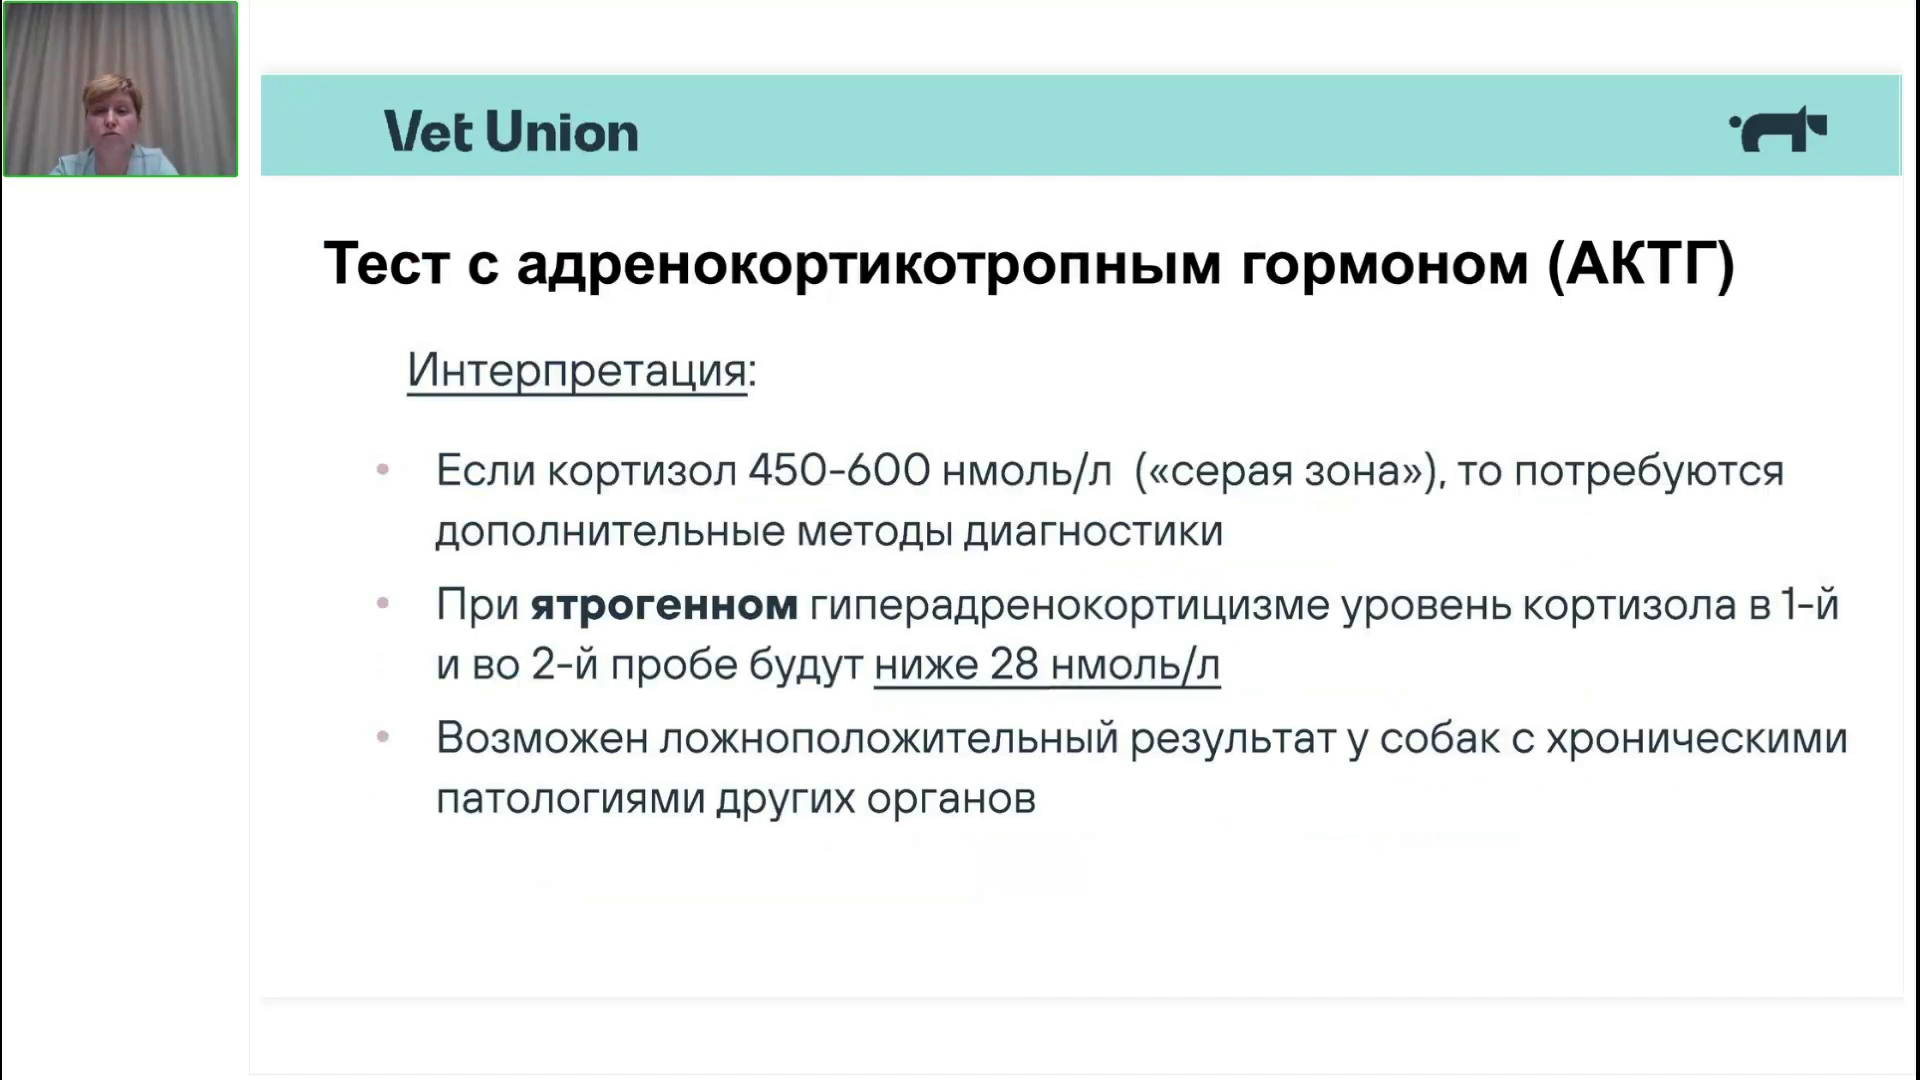 Vet Union
Тест с адренокортикотропным гормоном (АКТГ)
Интерпретация:
• Если кортизол 450-600 нмоль/л («серая зона»), то потребуются
дополнительные методы диагностики
• При ятрогенном гиперадренокортицизме уровень кортизола в 1-й
и во 2-й пробе будут ниже 28 нмоль/л
• Возможен ложноположительный результат у собак с хроническими
патологиями других органов